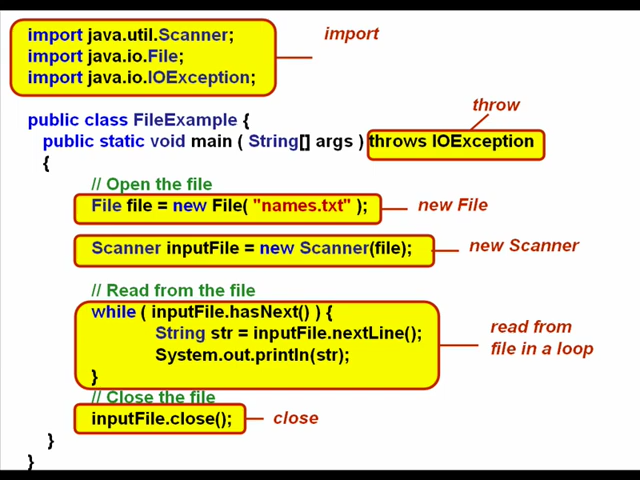 import java.util.Scanner;
import java.io.File;
import java.io.IOException;
import
public class FileExample {
throw
public static void main ( String[] args ) throws IOException
{
// Open the file
File file = new File( "names.txt" );
new File
Scanner inputFile = new Scanner(file);
new Scanner
// Read from the file
while ( inputFile.hasNext() ) {
String str = inputFile.nextLine();
System.out.println(str);
}
read from
file in a loop
// Close the file
inputFile.close();
close
}
}